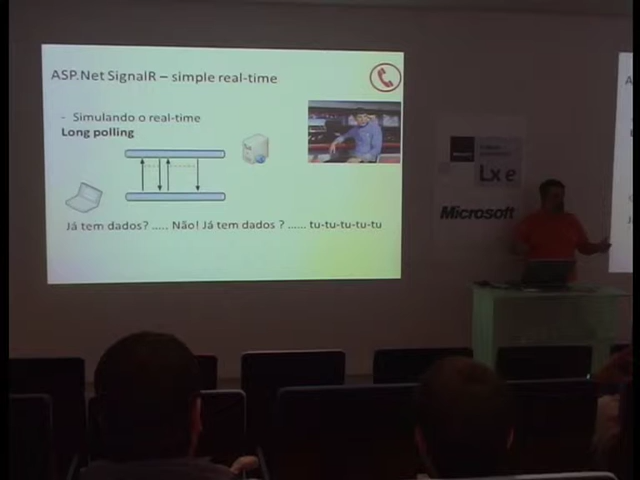 ASP.Net SignalR – simple real-time
- Simulando o real-time
Long polling
Já tem dados? ..... Não! Já tem dados ? ...... tu-tu-tu-tu-tu
Lx e
Microsoft